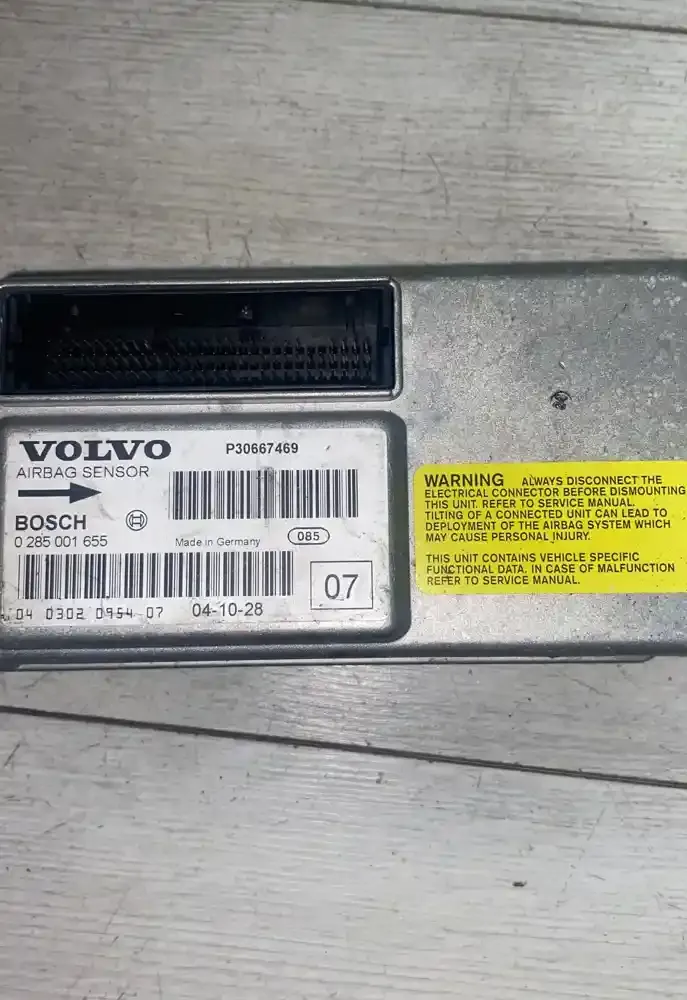 VOLVO
P30667469
AIRBAG SENSOR
BOSCH
0 285 001 655
Made in Germany
085
04 0302 0954 07
04-10-28
07
WARNING ALWAYS DISCONNECT THE
ELECTRICAL CONNECTOR BEFORE DISMOUNTING
THIS UNIT. REFER TO SERVICE MANUAL.
TILTING OF A CONNECTED UNIT CAN LEAD TO
DEPLOYMENT OF THE AIRBAG SYSTEM WHICH
MAY CAUSE PERSONAL INJURY.
THIS UNIT CONTAINS VEHICLE SPECIFIC
FUNCTIONAL DATA. IN CASE OF MALFUNCTION
REFER TO SERVICE MANUAL.